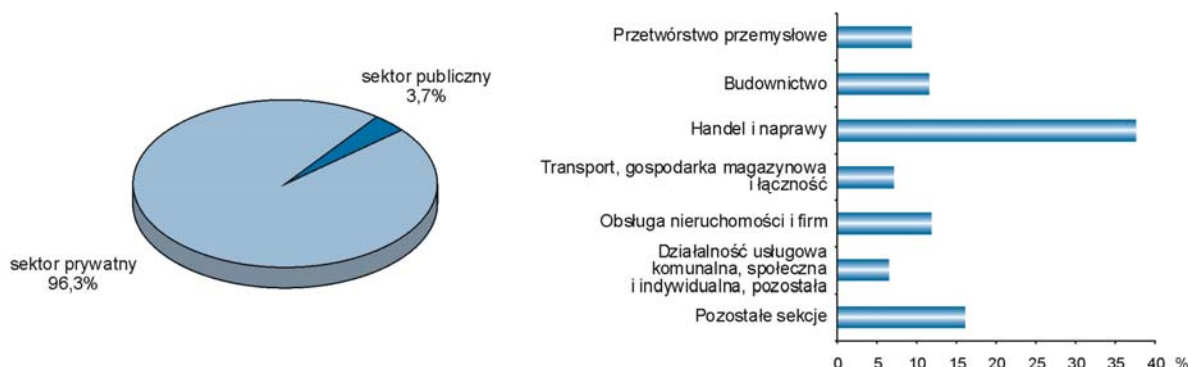 sektor publiczny
3,7%
sektor prywatny
96,3%
Przetwórstwo przemysłowe
Budownictwo
Handel i naprawy
Transport, gospodarka magazynowa
i łączność
Obsługa nieruchomości i firm
Działalność usługowa
komunalna, społeczna
i indywidualna, pozostała
Pozostałe sekcje
0 5 10 15 20 25 30 35 40 %